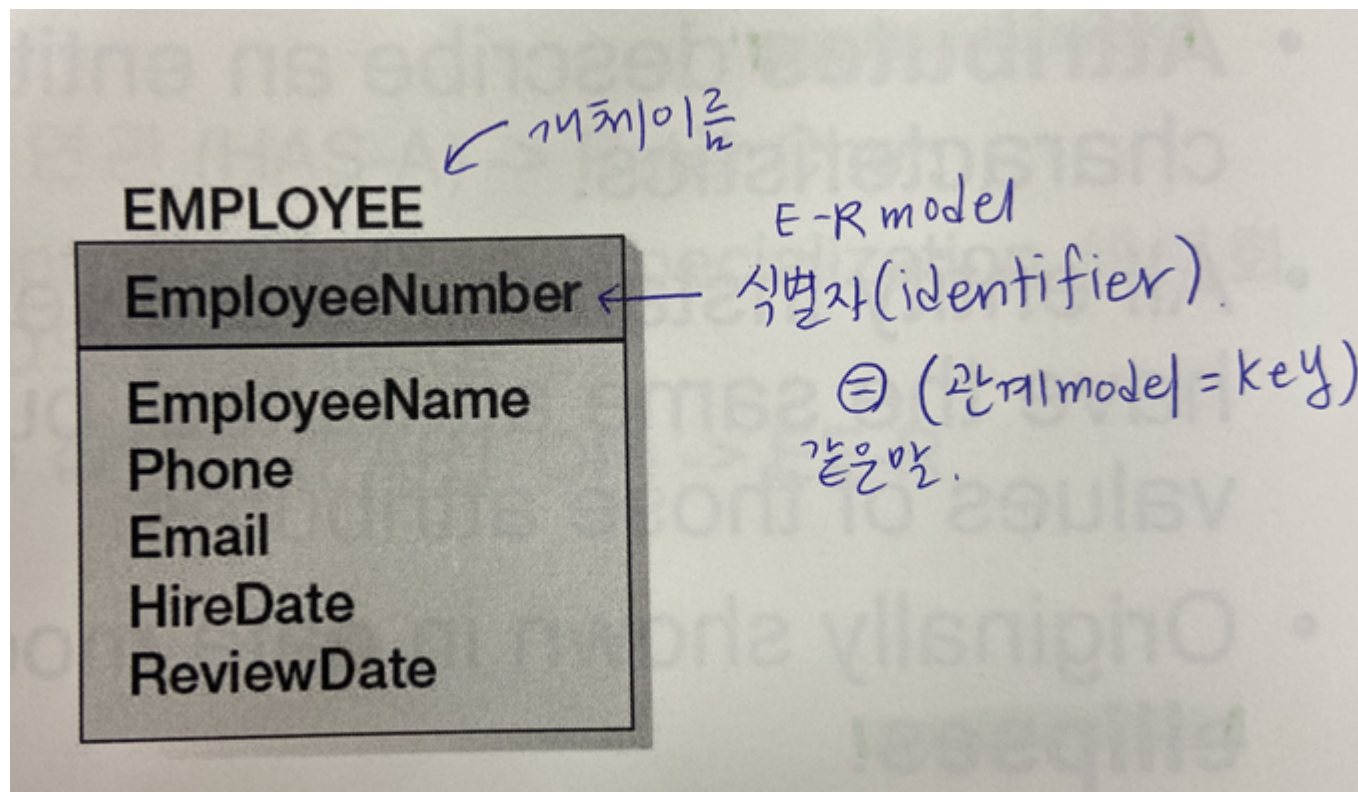 개체이름
EMPLOYEE
EmployeeNumber
EmployeeName
Phone
Email
HireDate
ReviewDate
E-R model
식별자(identifier).
= (관계model = key)
같은말.